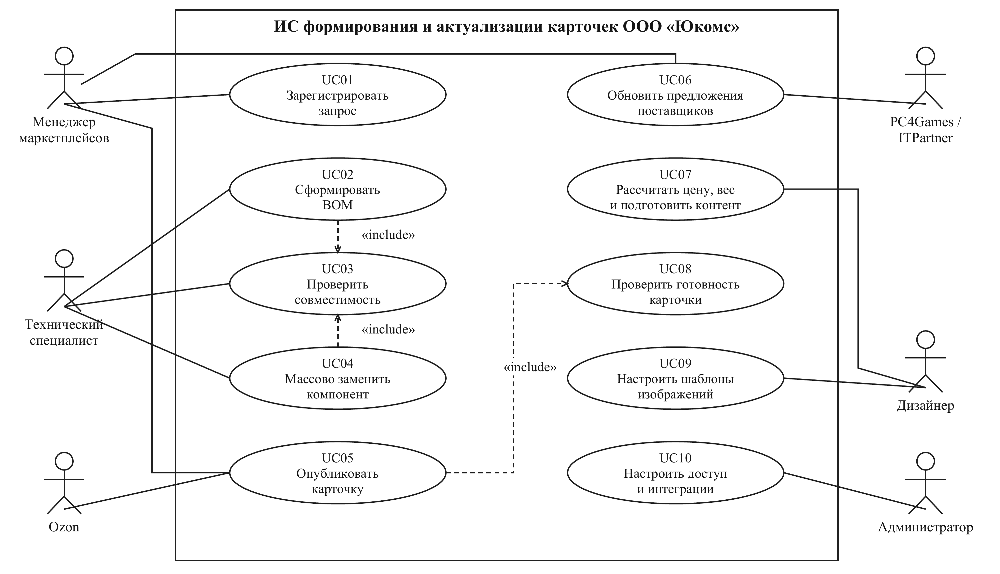 ИС формирования и актуализации карточек ООО «Юкомс»
Менеджер
маркетплейсов
UC01
Зарегистрировать
запрос
UC06
Обновить предложения
поставщиков
PC4Games /
ITPartner
UC02
Сформировать
BOM
UC07
Рассчитать цену, вес
и подготовить контент
«include»
UC03
Проверить
совместимость
UC08
Проверить готовность
карточки
Технический
специалист
«include»
UC04
Массово заменить
компонент
«include»
UC09
Настроить шаблоны
изображений
Дизайнер
UC05
Опубликовать
карточку
UC10
Настроить доступ
и интеграции
Ozon
Администратор